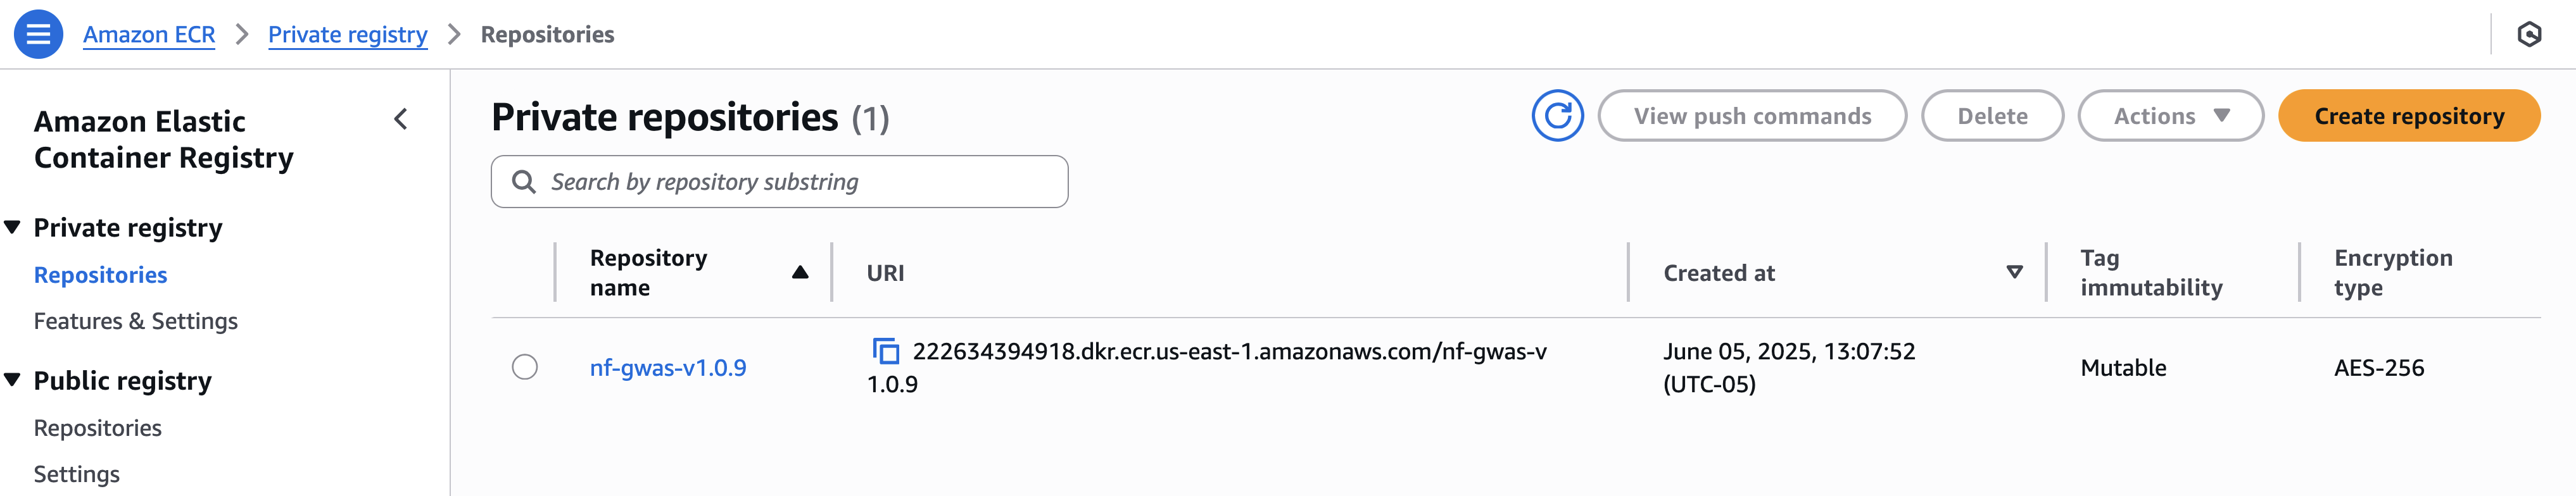 Amazon ECR > Private registry > Repositories
Amazon Elastic
Container Registry
Private registry
Repositories
Features & Settings
Public registry
Repositories
Settings
Private repositories (1)
View push commands
Delete
Actions
Create repository
Search by repository substring
Repository
name
URI
Created at
Tag
immutability
Encryption
type
nf-gwas-v1.0.9
222634394918.dkr.ecr.us-east-1.amazonaws.com/nf-gwas-v
1.0.9
June 05, 2025, 13:07:52
(UTC-05)
Mutable
AES-256